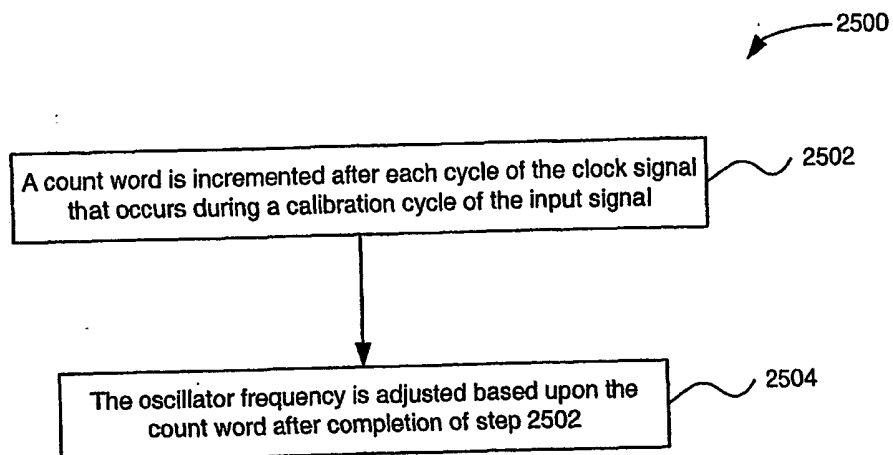 2500
A count word is incremented after each cycle of the clock signal
that occurs during a calibration cycle of the input signal
2502
The oscillator frequency is adjusted based upon the
count word after completion of step 2502
2504